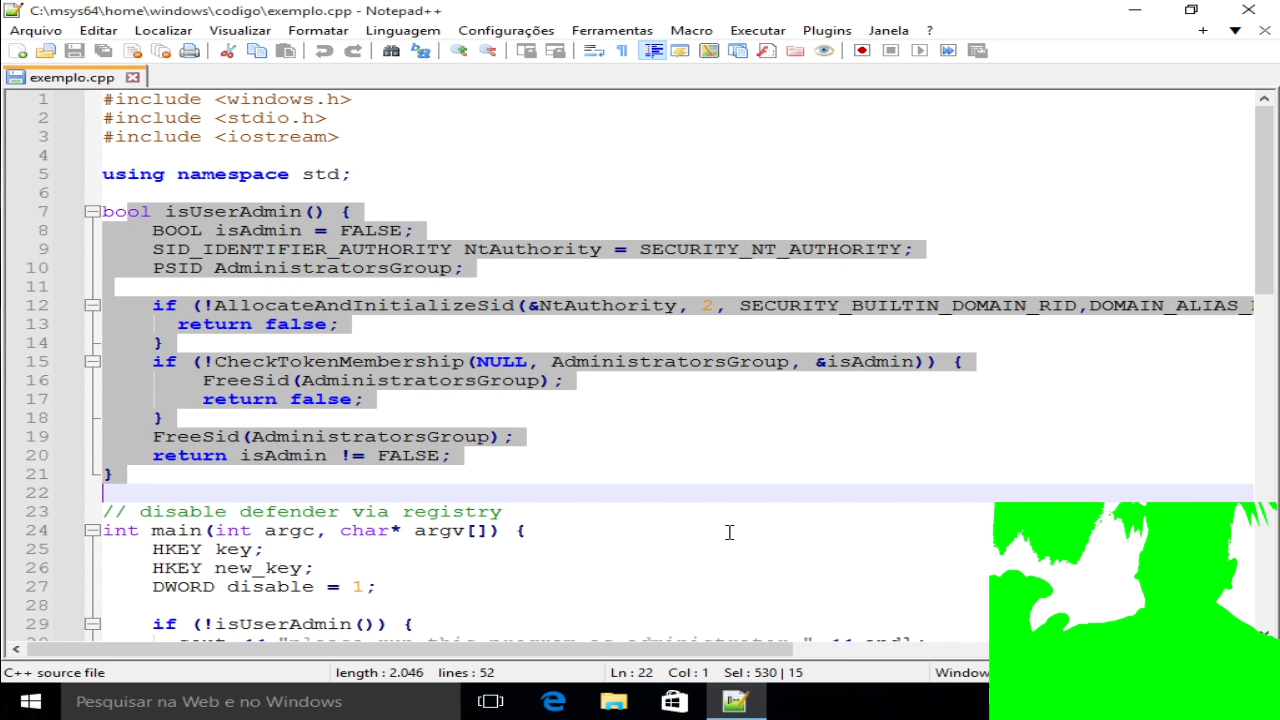 C:\msys64\home\windows\codigo\exemplo.cpp - Notepad++
Arquivo Editar Localizar Visualizar Formatar Linguagem Configurações Ferramentas Macro Executar Plugins Janela ?
exemplo.cpp
1 #include <windows.h>
2 #include <stdio.h>
3 #include <iostream>
4
5 using namespace std;
6
7 bool isUserAdmin() {
8 BOOL isAdmin = FALSE;
9 SID_IDENTIFIER_AUTHORITY NtAuthority = SECURITY_NT_AUTHORITY;
10 PSID AdministratorsGroup;
11
12 if (!AllocateAndInitializeSid(&NtAuthority, 2, SECURITY_BUILTIN_DOMAIN_RID,DOMAIN_ALIAS_
13 return false;
14 }
15 if (!CheckTokenMembership(NULL, AdministratorsGroup, &isAdmin)) {
16 FreeSid(AdministratorsGroup);
17 return false;
18 }
19 FreeSid(AdministratorsGroup);
20 return isAdmin != FALSE;
21 }
22
23 // disable defender via registry
24 int main(int argc, char* argv[]) {
25 HKEY key;
26 HKEY new_key;
27 DWORD disable = 1;
28
29 if (!isUserAdmin()) {
C++ source file length : 2.046 lines : 52 Ln : 22 Col : 1 Sel : 530 | 15 Window
Pesquisar na Web e no Windows